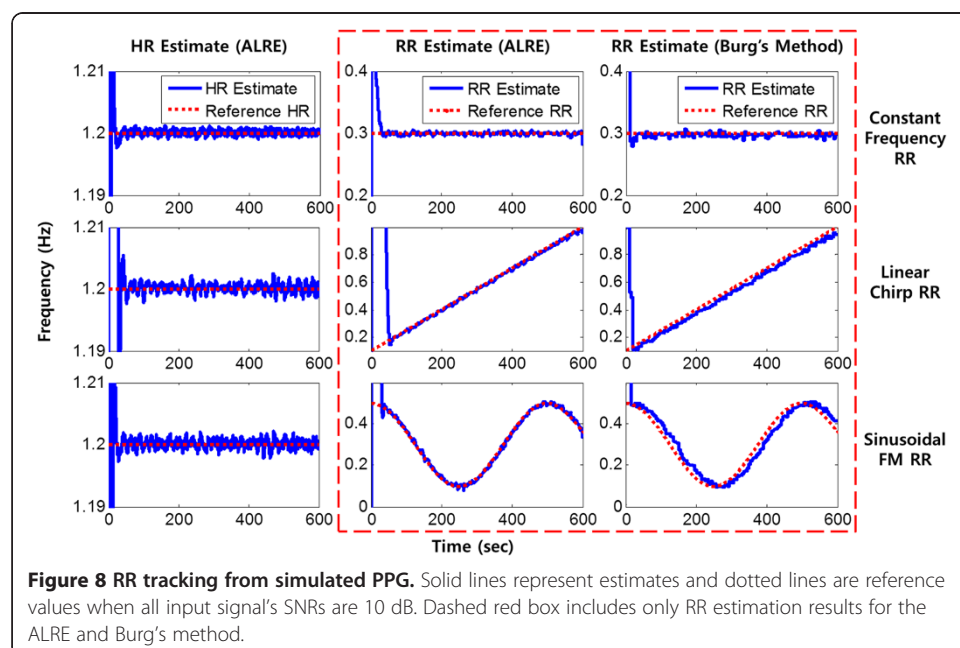 HR Estimate (ALRE) RR Estimate (ALRE) RR Estimate (Burg's Method)
1.21 0.4 0.4
HR Estimate RR Estimate RR Estimate
Reference HR Reference RR Reference RR
1.2 0.3 0.3
1.19 0.2 0.2
0 200 400 600 0 200 400 600 0 200 400 600
Constant
Frequency
RR
1.21
0.8 0.8
0.6 0.6
1.2
0.4 0.4
0.2 0.2
1.19
0 200 400 600 0 200 400 600 0 200 400 600
Linear
Chirp RR
Frequency (Hz)
1.21
0.4 0.4
1.2
0.2 0.2
1.19 0 0
0 200 400 600 0 200 400 600 0 200 400 600
Sinusoidal
FM RR
Time (sec)
Figure 8 RR tracking from simulated PPG. Solid lines represent estimates and dotted lines are reference
values when all input signal's SNRs are 10 dB. Dashed red box includes only RR estimation results for the
ALRE and Burg's method.